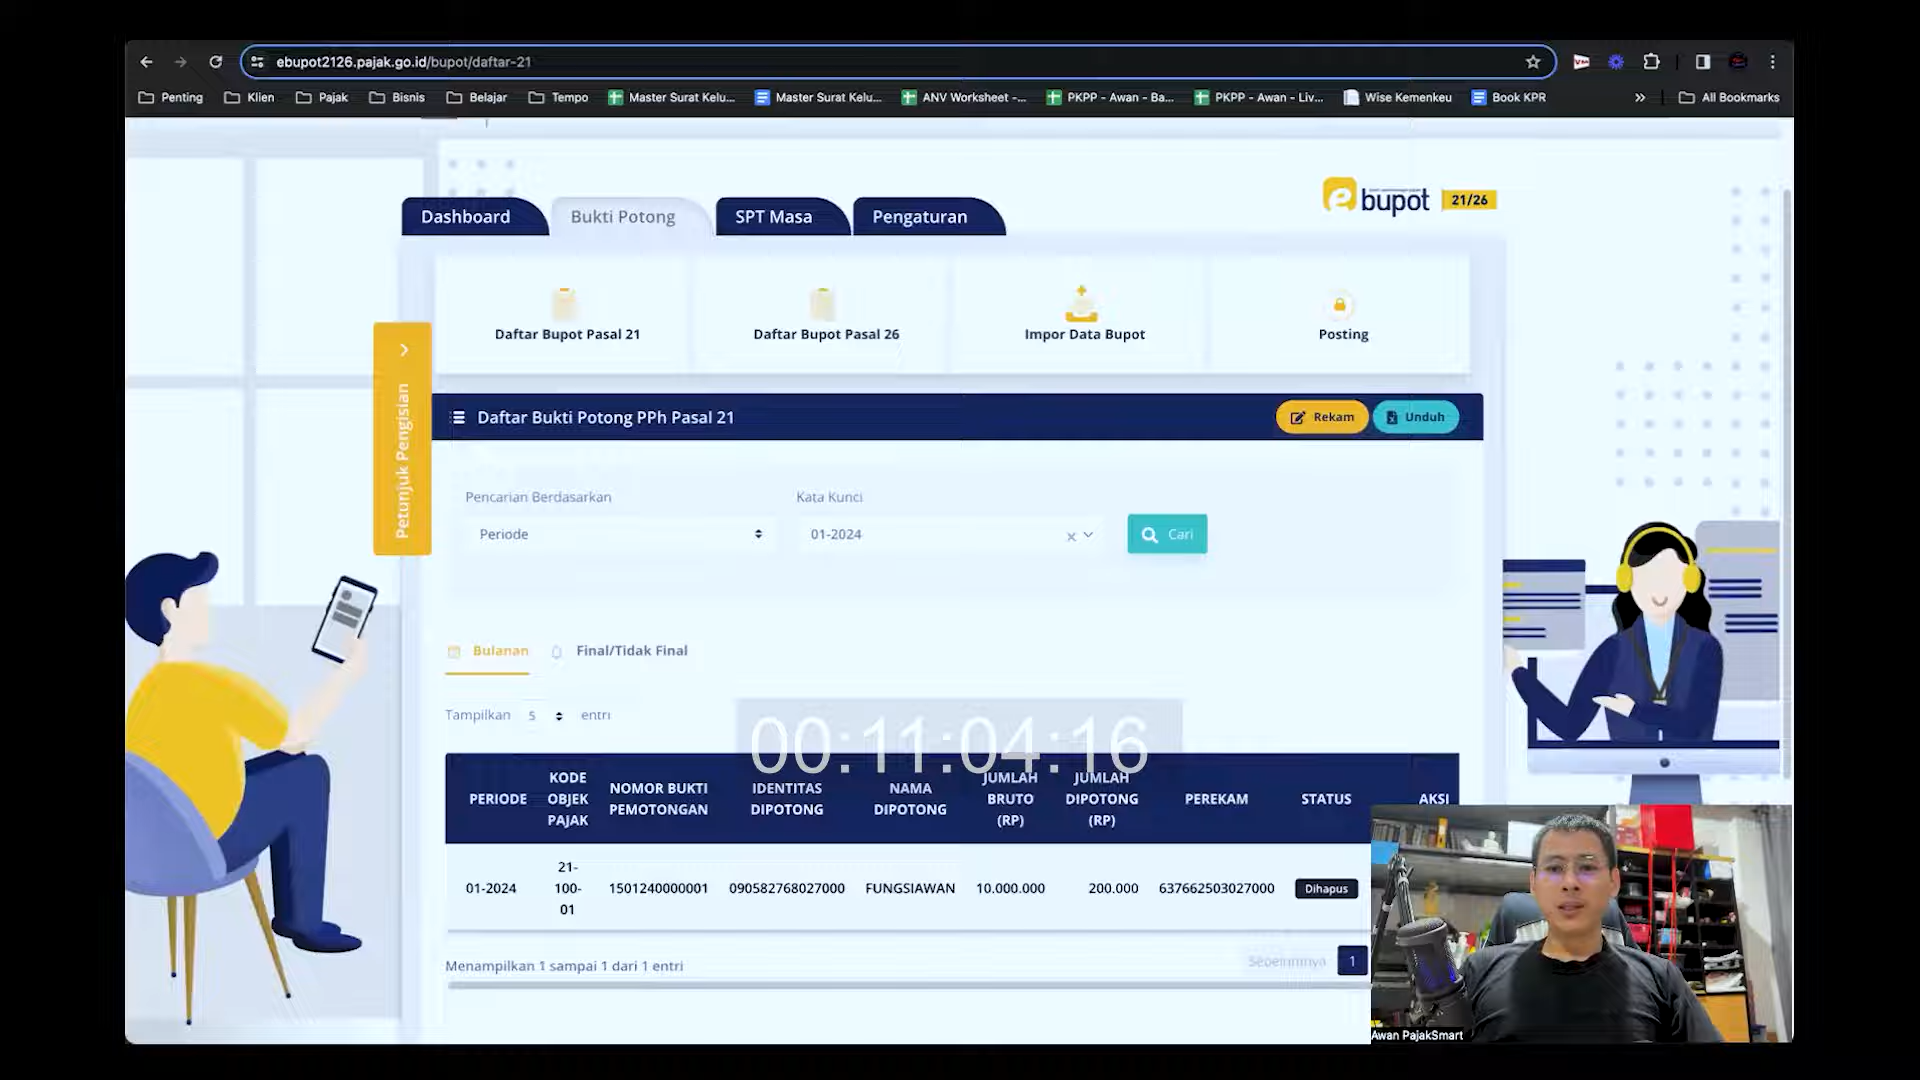 ebupot2126.pajak.go.id/bupot/daftar-21
Penting Klien Pajak Bisnis Belajar Tempo Master Surat Kelu... Master Surat Kelu... ANV Worksheet -... PKPP - Awan - Ba... PKPP - Awan - Liv... Wise Kemenkeu Book KPR » All Bookmarks
Dashboard Bukti Potong SPT Masa Pengaturan
ebupot 21/26
Daftar Bupot Pasal 21 Daftar Bupot Pasal 26 Impor Data Bupot Posting
Petunjuk Pengisian
Daftar Bukti Potong PPh Pasal 21 Rekam Unduh
Pencarian Berdasarkan Kata Kunci
Periode 01-2024 Cari
Bulanan Final/Tidak Final
Tampilkan 5 entri
00:11:04:16
PERIODE KODE OBJEK PAJAK NOMOR BUKTI PEMOTONGAN IDENTITAS DIPOTONG NAMA DIPOTONG JUMLAH BRUTO (RP) JUMLAH DIPOTONG (RP) PEREKAM STATUS AKSI
01-2024 21-100-01 1501240000001 090582768027000 FUNGSIAWAN 10.000.000 200.000 637662503027000 Dihapus
Menampilkan 1 sampai 1 dari 1 entri Sebelumnya 1
Awan PajakSmart